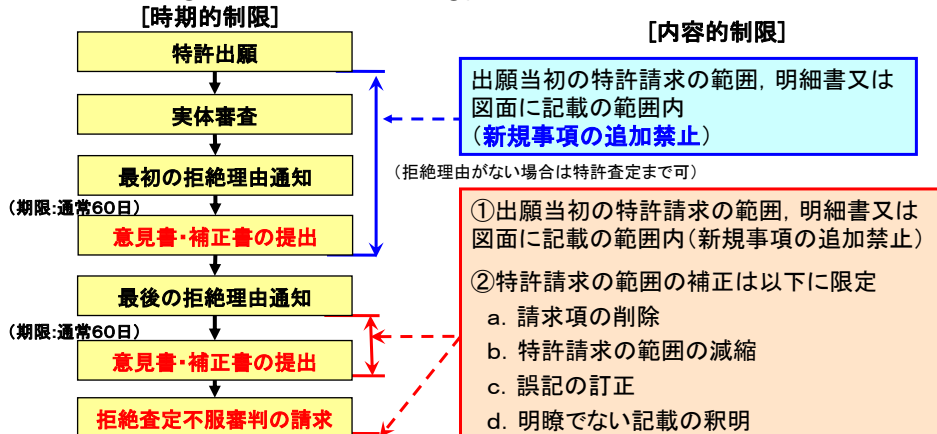 [時期的制限]
[内容的制限]
特許出願
出願当初の特許請求の範囲，明細書又は
図面に記載の範囲内
（新規事項の追加禁止）
実体審査
最初の拒絶理由通知
（拒絶理由がない場合は特許査定まで可）
（期限:通常60日）
意見書・補正書の提出
①出願当初の特許請求の範囲，明細書又は
図面に記載の範囲内（新規事項の追加禁止）
②特許請求の範囲の補正は以下に限定
a. 請求項の削除
b. 特許請求の範囲の減縮
c. 誤記の訂正
d. 明瞭でない記載の釈明
最後の拒絶理由通知
（期限:通常60日）
意見書・補正書の提出
拒絶査定不服審判の請求